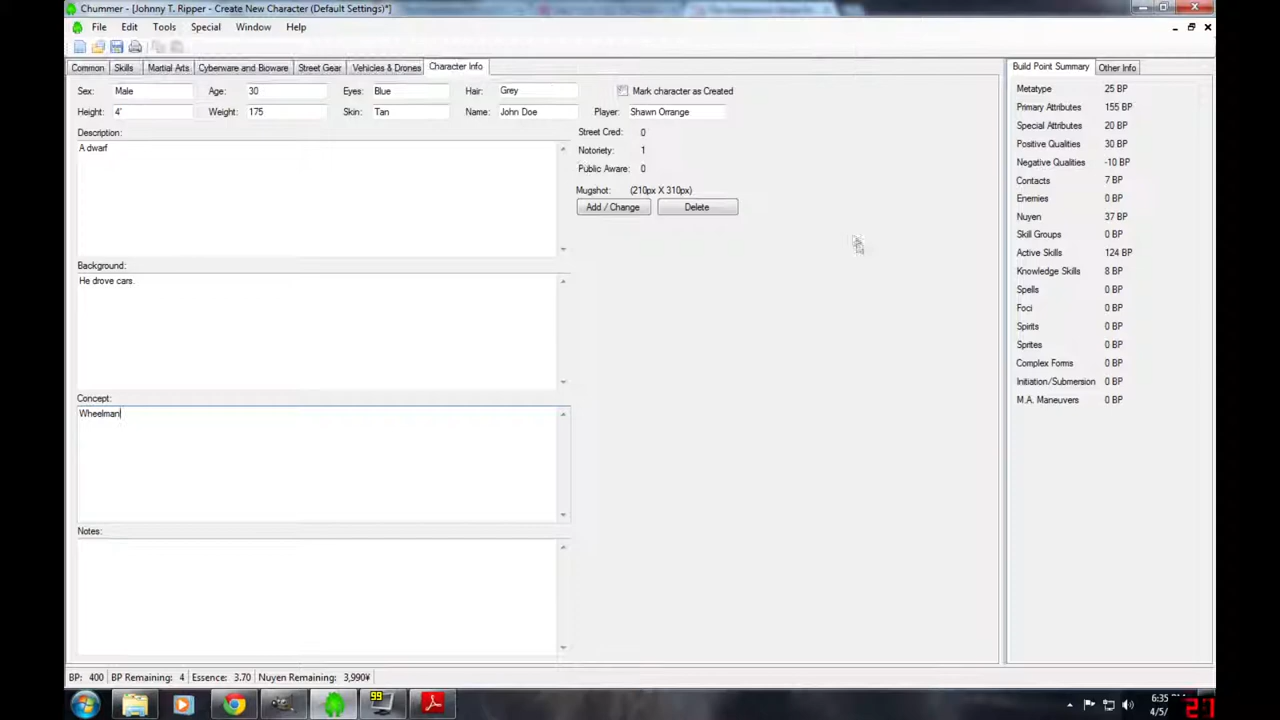 Chummer - [Johnny T. Ripper - Create New Character (Default Settings)*]
File Edit Tools Special Window Help
Common Skills Martial Arts Cyberware and Bioware Street Gear Vehicles & Drones Character Info
Build Point Summary Other Info
Sex: Male Age: 30 Eyes: Blue Hair: Grey Mark character as Created
Height: 4' Weight: 175 Skin: Tan Name: John Doe Player: Shawn Orrange
Description:
A dwarf
Street Cred: 0
Notoriety: 1
Public Aware: 0
Mugshot: (210px X 310px)
Add / Change Delete
Background:
He drove cars.
Concept:
Wheelman
Notes:
Metatype 25 BP
Primary Attributes 155 BP
Special Attributes 20 BP
Positive Qualities 30 BP
Negative Qualities -10 BP
Contacts 7 BP
Enemies 0 BP
Nuyen 37 BP
Skill Groups 0 BP
Active Skills 124 BP
Knowledge Skills 8 BP
Spells 0 BP
Foci 0 BP
Spirits 0 BP
Sprites 0 BP
Complex Forms 0 BP
Initiation/Submersion 0 BP
M.A. Maneuvers 0 BP
BP: 400 BP Remaining: 4 Essence: 3.70 Nuyen Remaining: 3,990¥
99
6:35
4/5/
27